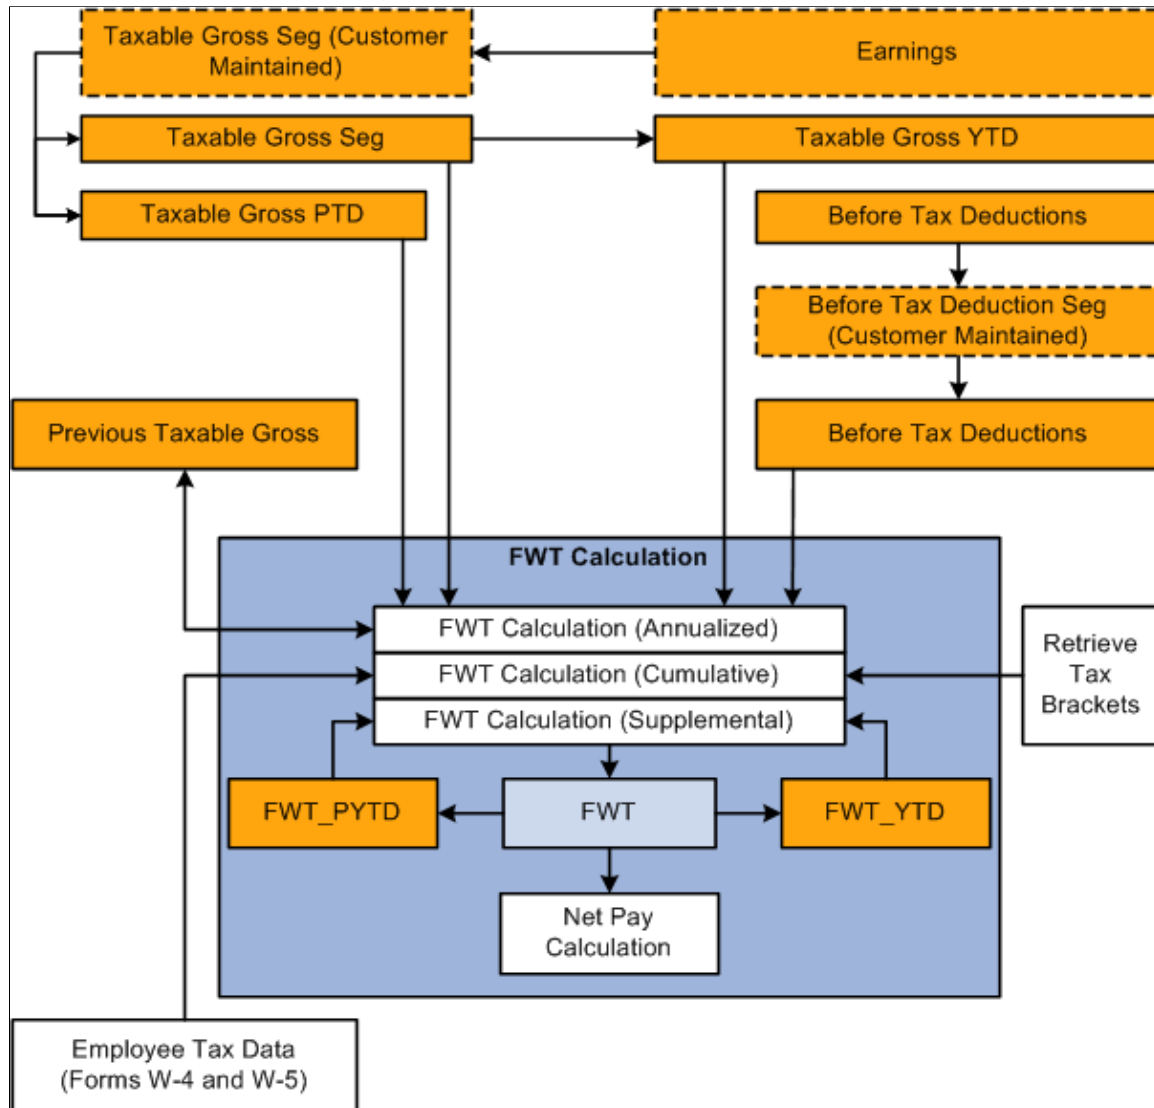 Taxable Gross Seg (Customer
Maintained)
Earnings
Taxable Gross Seg
Taxable Gross YTD
Taxable Gross PTD
Before Tax Deductions
Before Tax Deduction Seg
(Customer Maintained)
Previous Taxable Gross
Before Tax Deductions
FWT Calculation
FWT Calculation (Annualized)
FWT Calculation (Cumulative)
FWT Calculation (Supplemental)
Retrieve
Tax
Brackets
FWT_PYTD
FWT
FWT_YTD
Net Pay
Calculation
Employee Tax Data
(Forms W-4 and W-5)